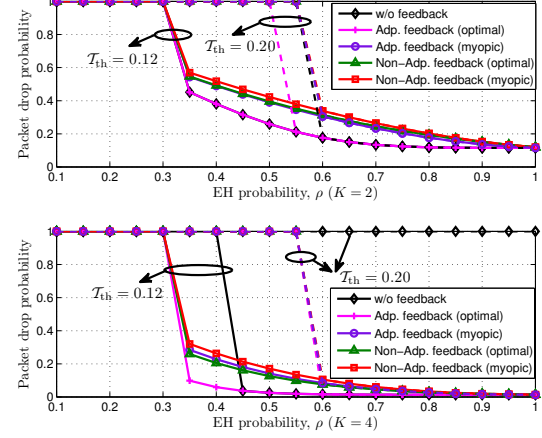 1
0.8
0.6
0.4
0.2
0
Packet drop probability
0.1 0.2 0.3 0.4 0.5 0.6 0.7 0.8 0.9 1
EH probability, ρ (K = 2)
𝒯th = 0.12
𝒯th = 0.20
w/o feedback
Adp. feedback (optimal)
Adp. feedback (myopic)
Non−Adp. feedback (optimal)
Non−Adp. feedback (myopic)
1
0.8
0.6
0.4
0.2
0
Packet drop probability
0.1 0.2 0.3 0.4 0.5 0.6 0.7 0.8 0.9 1
EH probability, ρ (K = 4)
𝒯th = 0.12
𝒯th = 0.20
w/o feedback
Adp. feedback (optimal)
Adp. feedback (myopic)
Non−Adp. feedback (optimal)
Non−Adp. feedback (myopic)